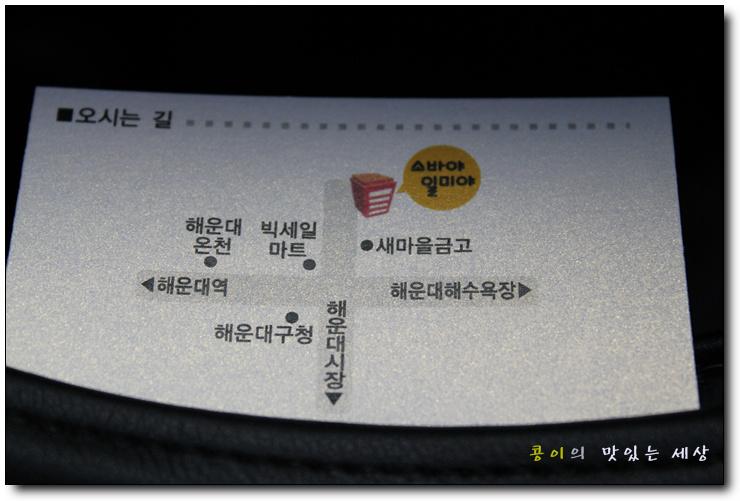 ■오시는 길
소바야
일미야
해운대
온천
빅세일
마트
새마을금고
◀해운대역
해운대해수욕장▶
해운대구청
해운대시장▼
콩이의 맛있는 세상